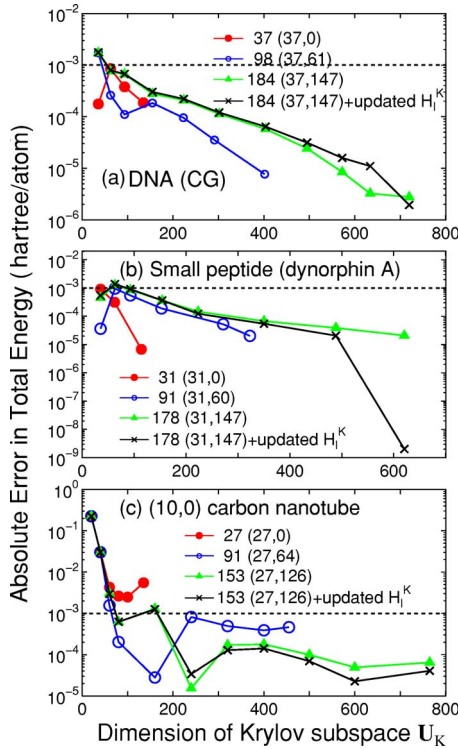 Absolute Error in Total Energy (hartree/atom)
10⁻²
10⁻³
10⁻⁴
10⁻⁵
10⁻⁶
37 (37,0)
98 (37,61)
184 (37,147)
184 (37,147)+updated H_I^K
(a) DNA (CG)
0 200 400 600 800
10⁻²
10⁻³
10⁻⁴
10⁻⁵
10⁻⁶
10⁻⁷
10⁻⁸
10⁻⁹
(b) Small peptide (dynorphin A)
31 (31,0)
91 (31,60)
178 (31,147)
178 (31,147)+updated H_I^K
0 200 400 600
10⁰
10⁻¹
10⁻²
10⁻³
10⁻⁴
10⁻⁵
(c) (10,0) carbon nanotube
27 (27,0)
91 (27,64)
153 (27,126)
153 (27,126)+updated H_I^K
0 200 400 600 800
Dimension of Krylov subspace U_K